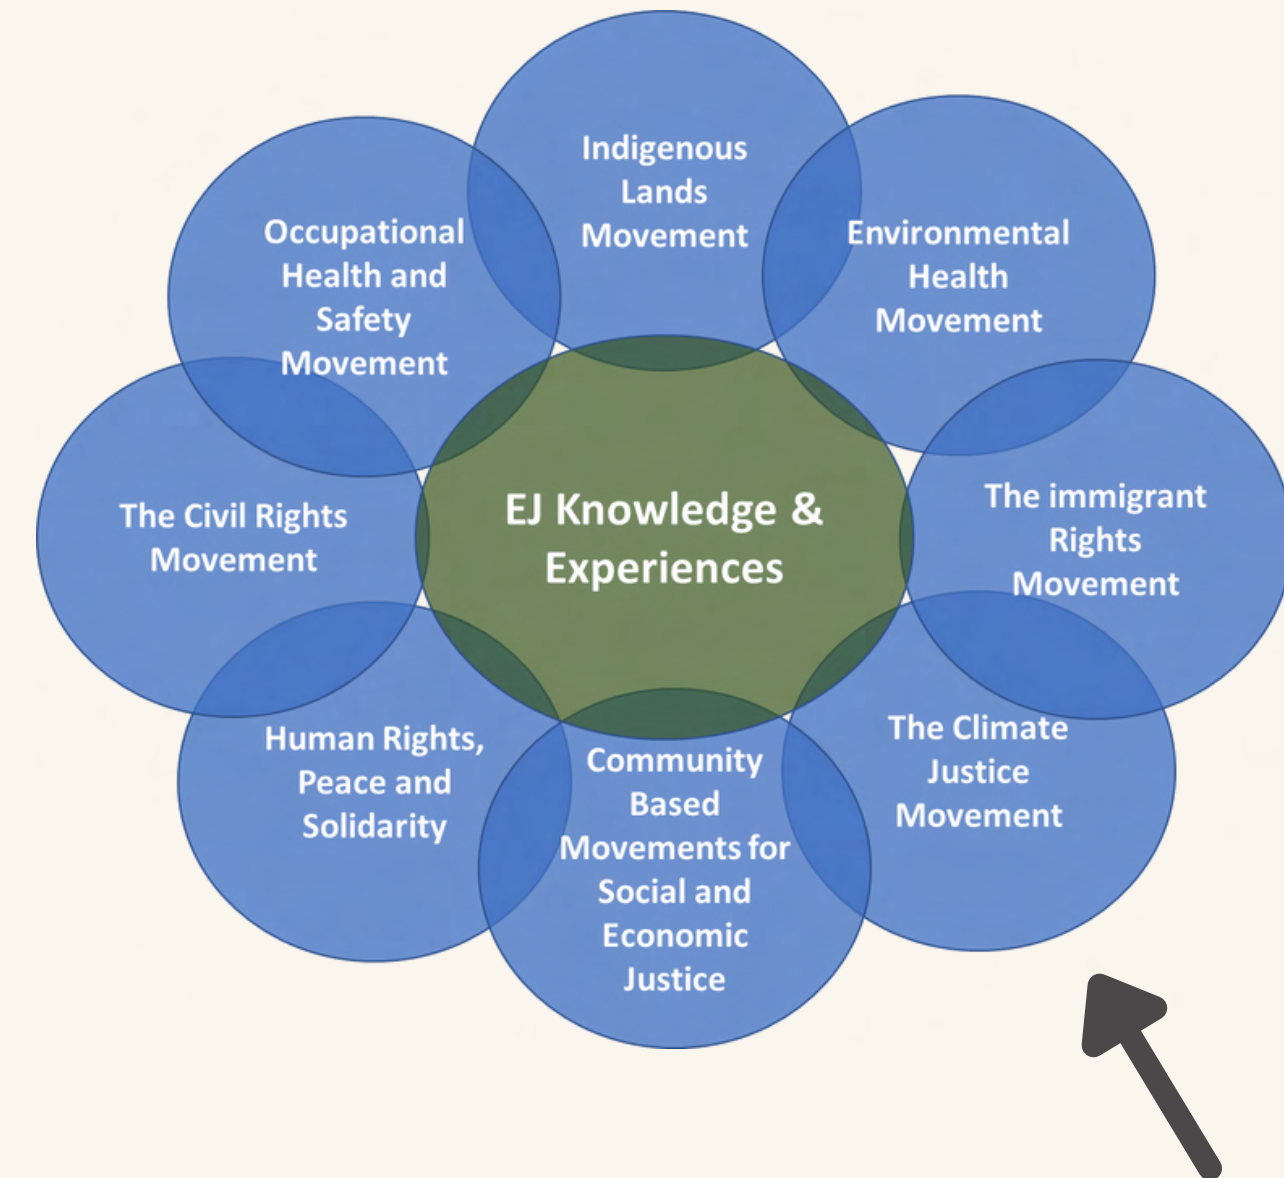 Indigenous
Lands
Movement
Environmental
Health
Movement
Occupational
Health and
Safety
Movement
The immigrant
Rights
Movement
EJ Knowledge &
Experiences
The Civil Rights
Movement
The Climate
Justice
Movement
Human Rights,
Peace and
Solidarity
Community
Based
Movements for
Social and
Economic
Justice